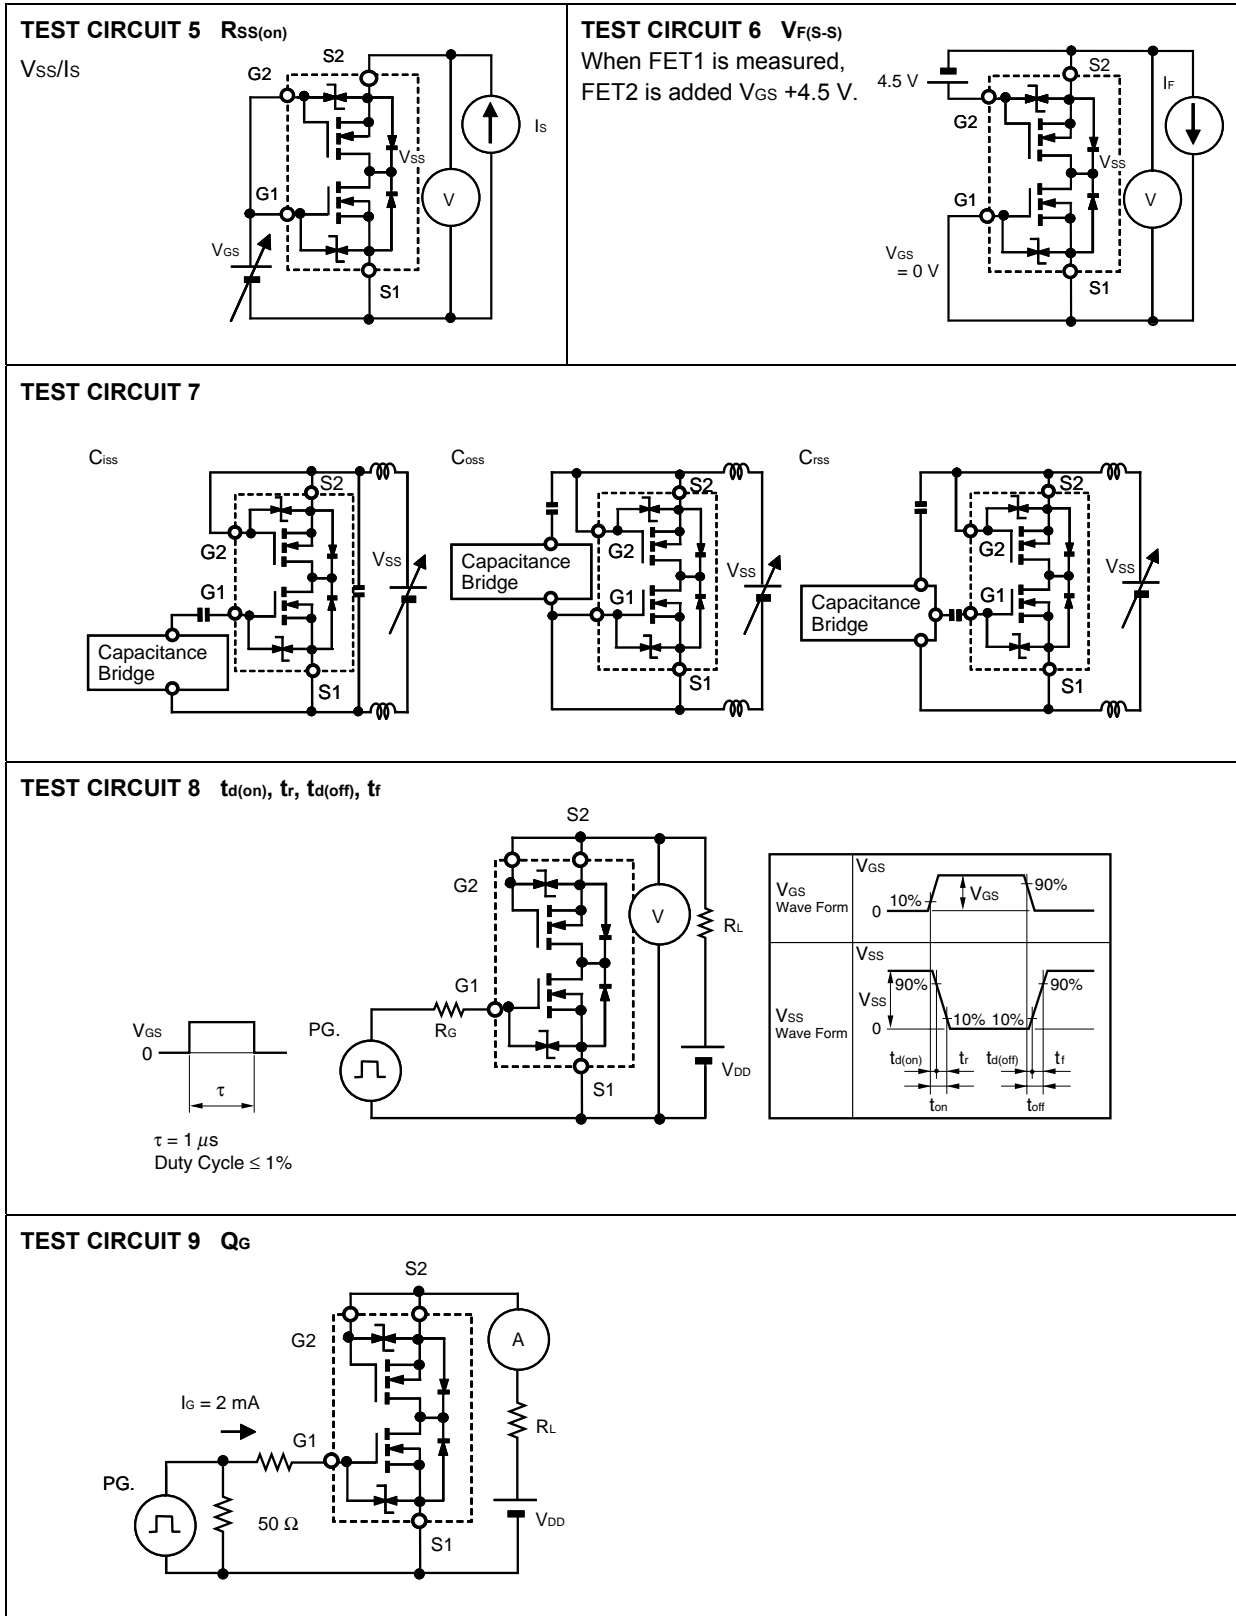 TEST CIRCUIT 5 RSS(on)
VSS/IS
S2
G2
IS
VSS
G1
V
VGS
S1
TEST CIRCUIT 6 VF(S-S)
When FET1 is measured,
FET2 is added VGS +4.5 V.
4.5 V
S2
IF
G2
VSS
G1
V
VGS
= 0 V
S1
TEST CIRCUIT 7
Ciss
S2
G2
VSS
G1
Capacitance
Bridge
S1
Coss
S2
G2
Capacitance
Bridge
VSS
G1
S1
Crss
S2
G2
VSS
G1
Capacitance
Bridge
S1
TEST CIRCUIT 8 td(on), tr, td(off), tf
S2
G2
V
RL
G1
PG.
RG
VGS
0
τ
VDD
S1
τ = 1 μs
Duty Cycle ≤ 1%
VGS
Wave Form
VGS
10%
0
VGS
90%
VSS
Wave Form
VSS
90%
90%
VSS
10% 10%
0
td(on) tr td(off) tf
ton toff
TEST CIRCUIT 9 QG
S2
G2
A
IG = 2 mA
RL
G1
PG.
50 Ω
VDD
S1